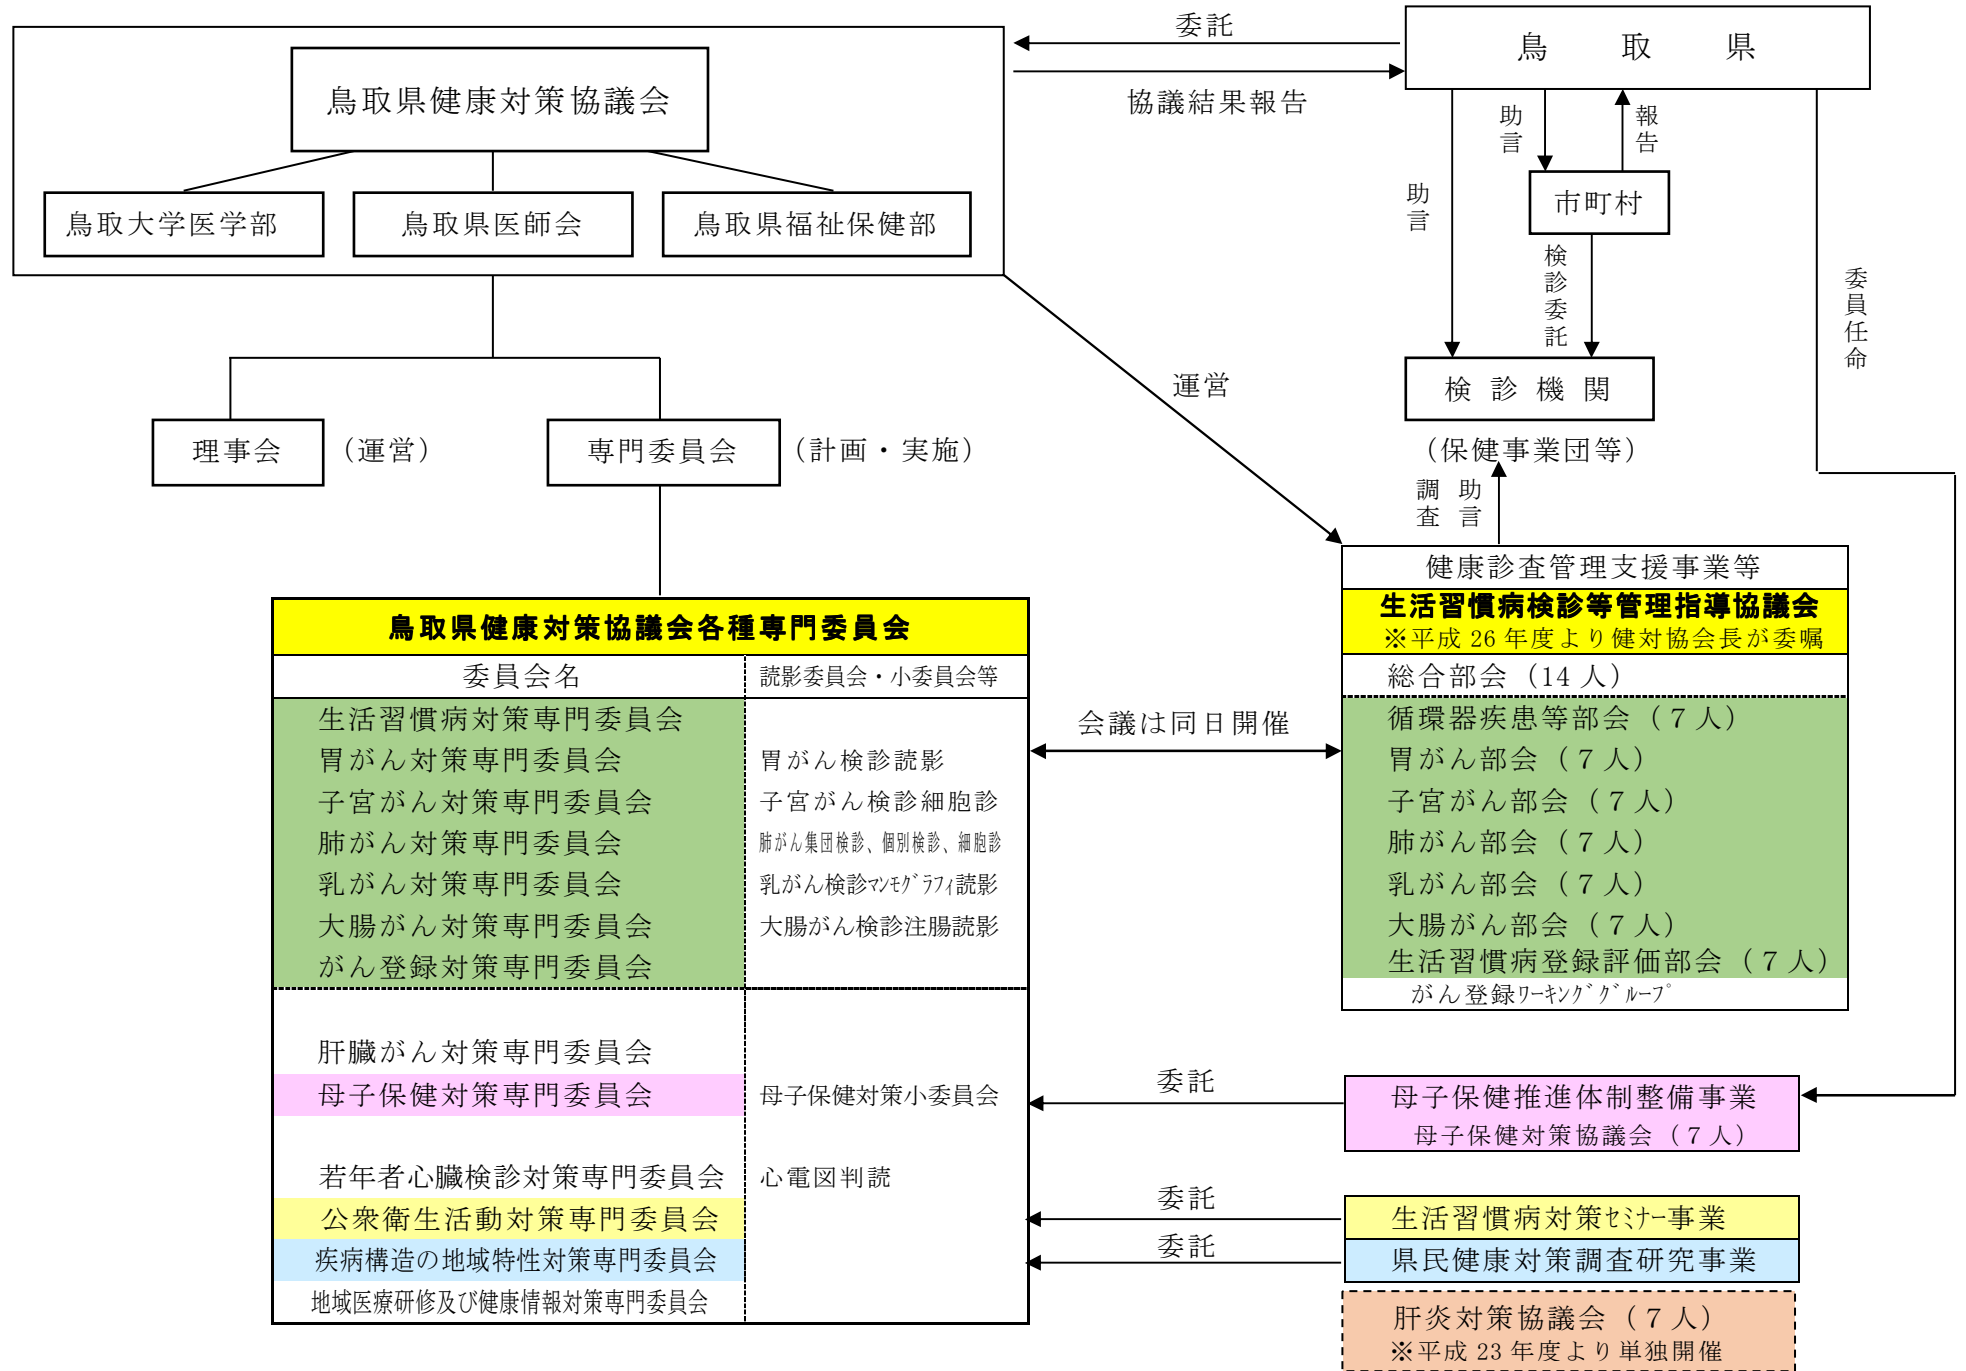 委託
鳥取県
鳥取県健康対策協議会
協議結果報告
助言
報告
鳥取大学医学部
鳥取県医師会
鳥取県福祉保健部
助言
市町村
検診委託
委員任命
運営
検診機関
理事会
(運営)
専門委員会
(計画・実施)
(保健事業団等)
調査
助言
健康診査管理支援事業等
生活習慣病検診等管理指導協議会
※平成 26 年度より健対協会長が委嘱
総合部会（14 人）
循環器疾患等部会（７人）
胃がん部会（７人）
子宮がん部会（７人）
肺がん部会（７人）
乳がん部会（７人）
大腸がん部会（７人）
生活習慣病登録評価部会（７人）
がん登録ﾜｰｷﾝｸﾞｸﾞﾙｰﾌﾟ
会議は同日開催
鳥取県健康対策協議会各種専門委員会
委員会名
読影委員会・小委員会等
生活習慣病対策専門委員会
胃がん対策専門委員会
胃がん検診読影
子宮がん対策専門委員会
子宮がん検診細胞診
肺がん対策専門委員会
肺がん集団検診、個別検診、細胞診
乳がん対策専門委員会
乳がん検診ﾏﾝﾓｸﾞﾗﾌｨ読影
大腸がん対策専門委員会
大腸がん検診注腸読影
がん登録対策専門委員会
肝臓がん対策専門委員会
母子保健対策専門委員会
母子保健対策小委員会
若年者心臓検診対策専門委員会
心電図判読
公衆衛生活動対策専門委員会
疾病構造の地域特性対策専門委員会
地域医療研修及び健康情報対策専門委員会
委託
母子保健推進体制整備事業
母子保健対策協議会（７人）
委託
生活習慣病対策ｾﾐﾅｰ事業
委託
県民健康対策調査研究事業
肝炎対策協議会（７人）
※平成 23 年度より単独開催